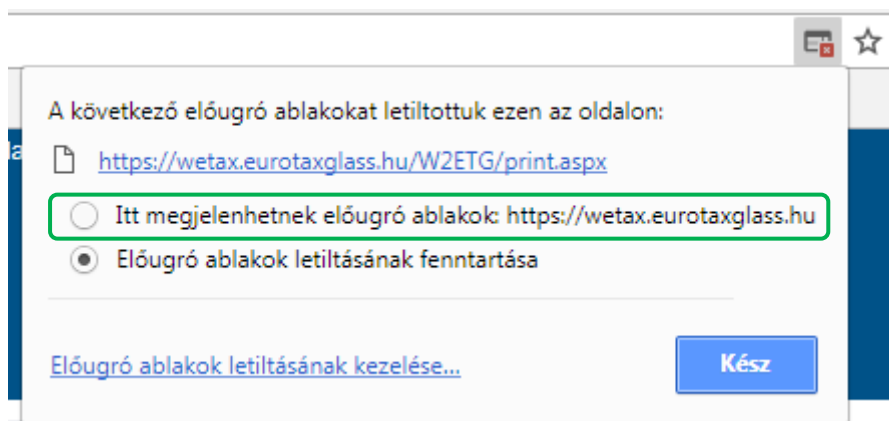 A következő előugró ablakokat letiltottuk ezen az oldalon:
https://wetax.eurotaxglass.hu/W2ETG/print.aspx
Itt megjelenhetnek előugró ablakok: https://wetax.eurotaxglass.hu
Előugró ablakok letiltásának fenntartása
Előugró ablakok letiltásának kezelése...
Kész